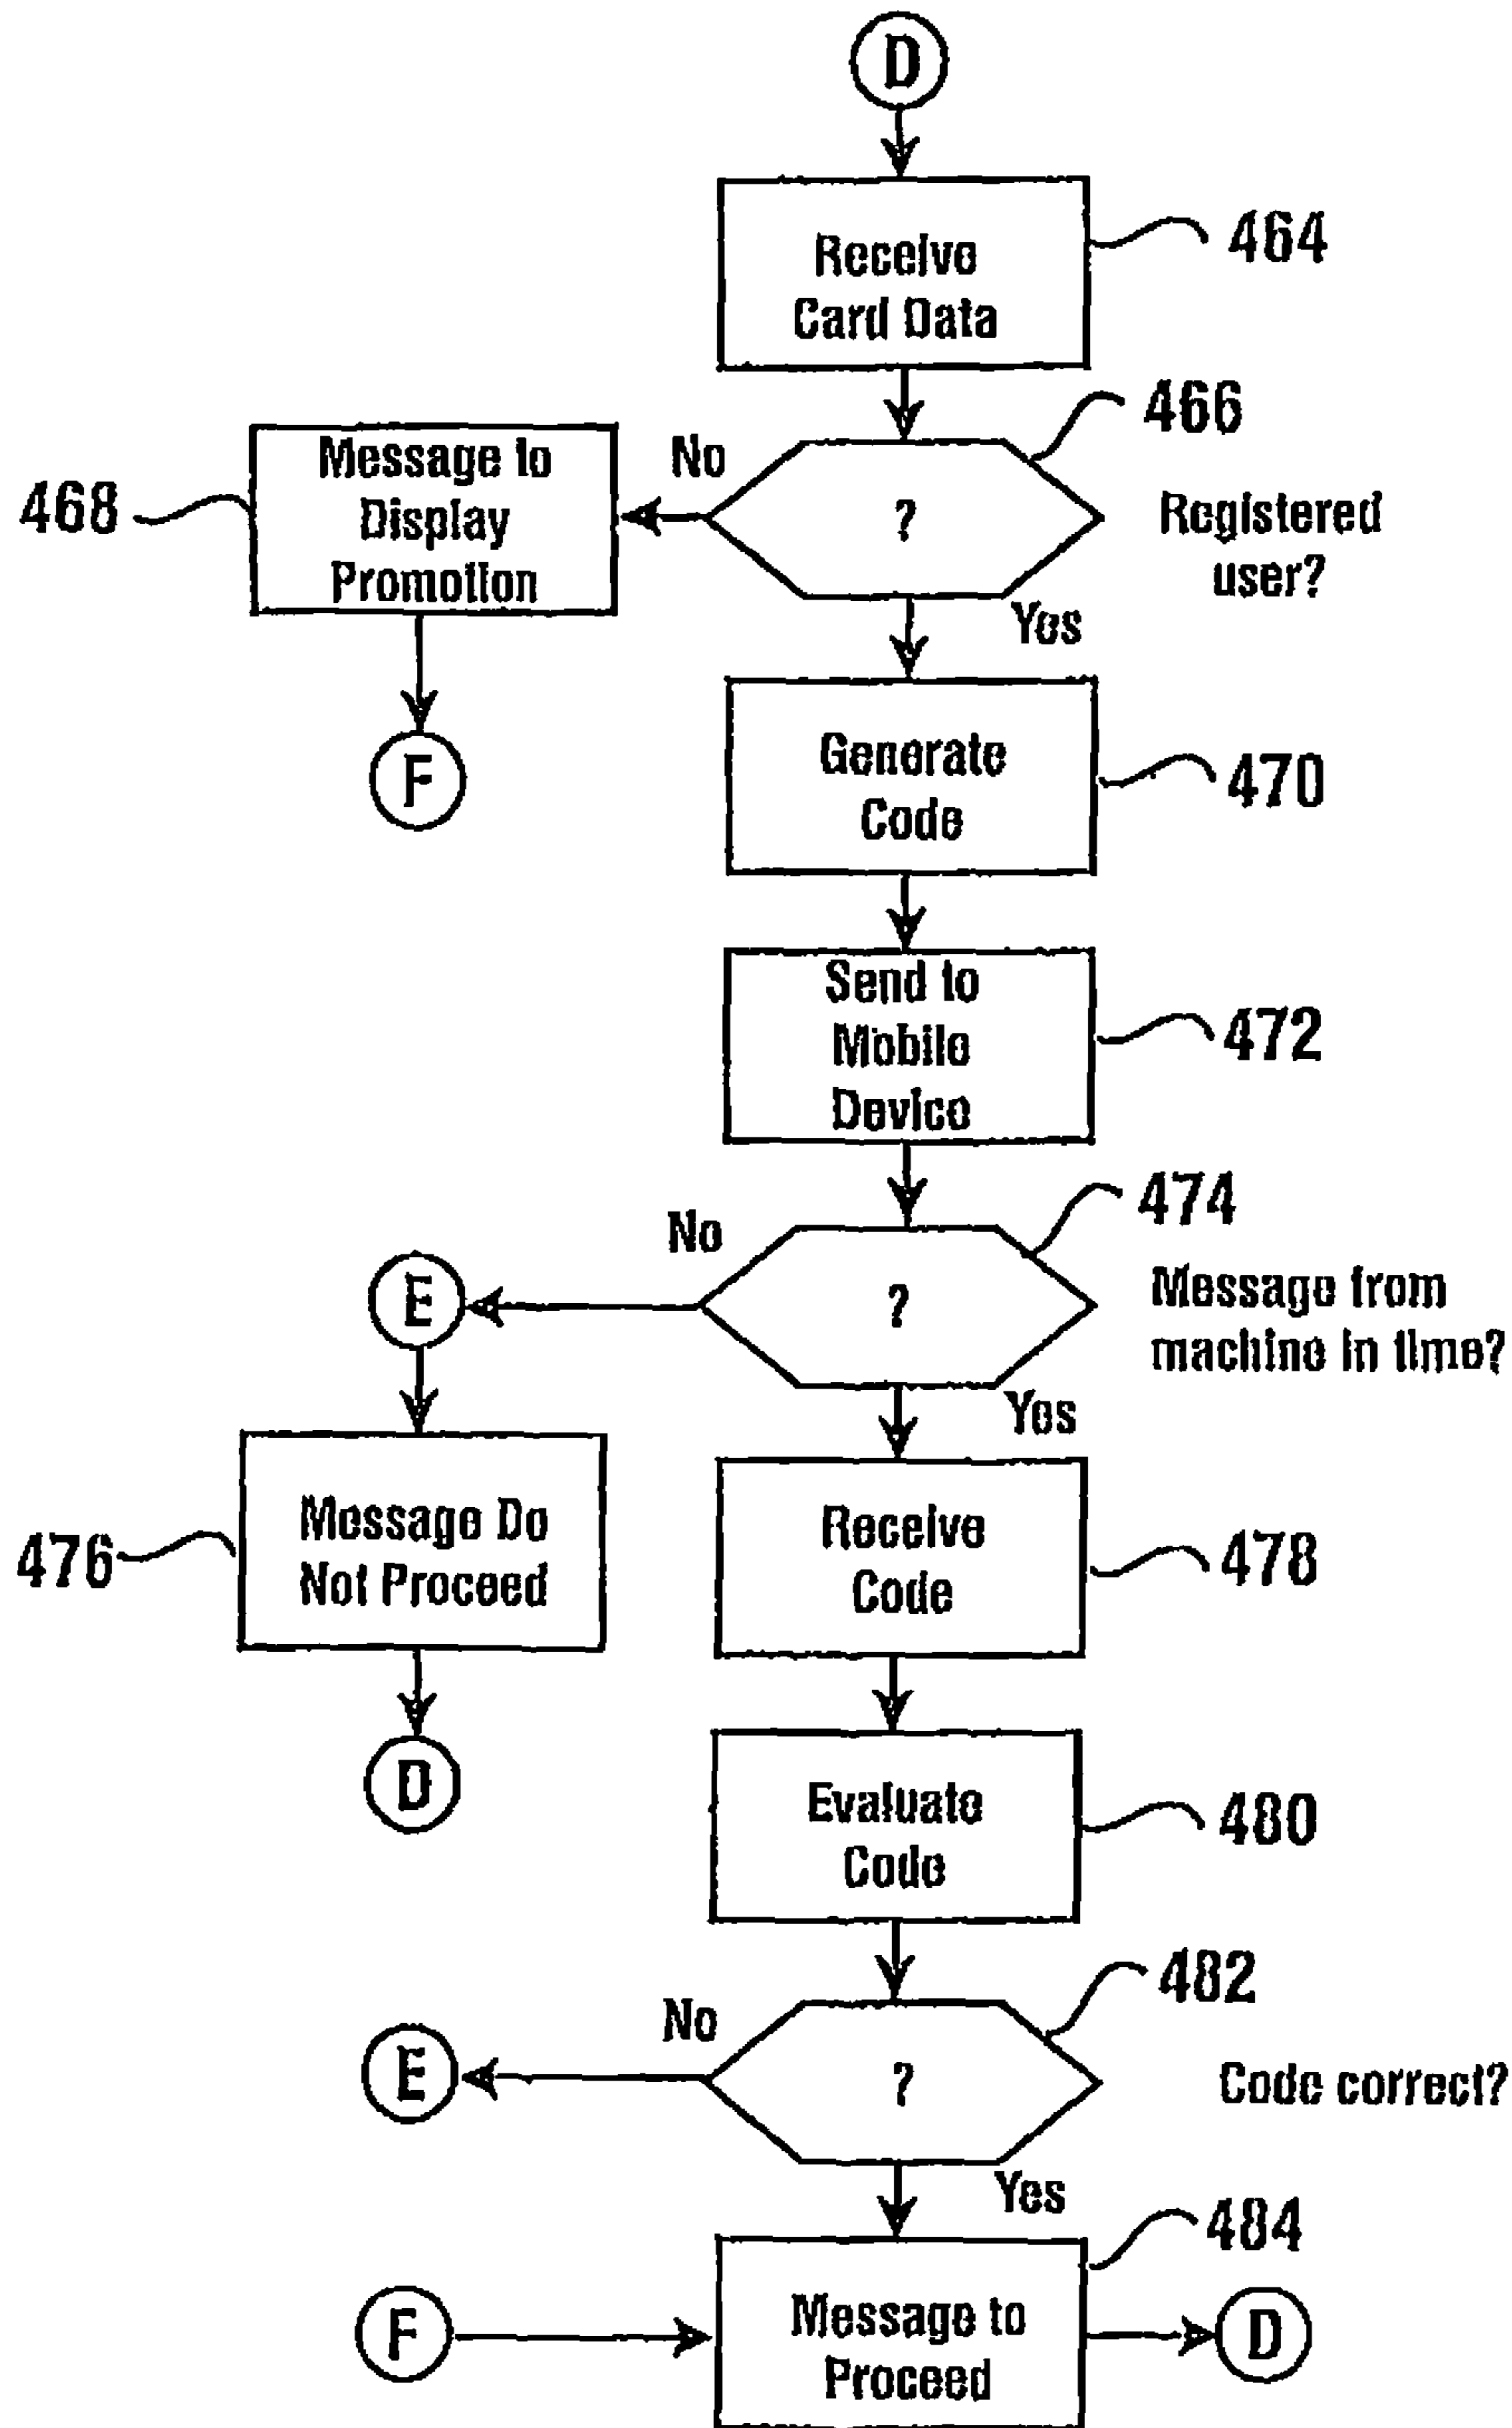 D
Receive
Card Data
464
466
No
?
Registered
user?
Yes
Message to
Display
Promotion
468
F
Generate
Code
470
Send to
Mobile
Device
472
474
No
?
Message from
machine in time?
Yes
E
Message Do
Not Proceed
476
D
Receive
Code
478
Evaluate
Code
480
482
No
?
Code correct?
E
Yes
484
F
Message to
Proceed
D